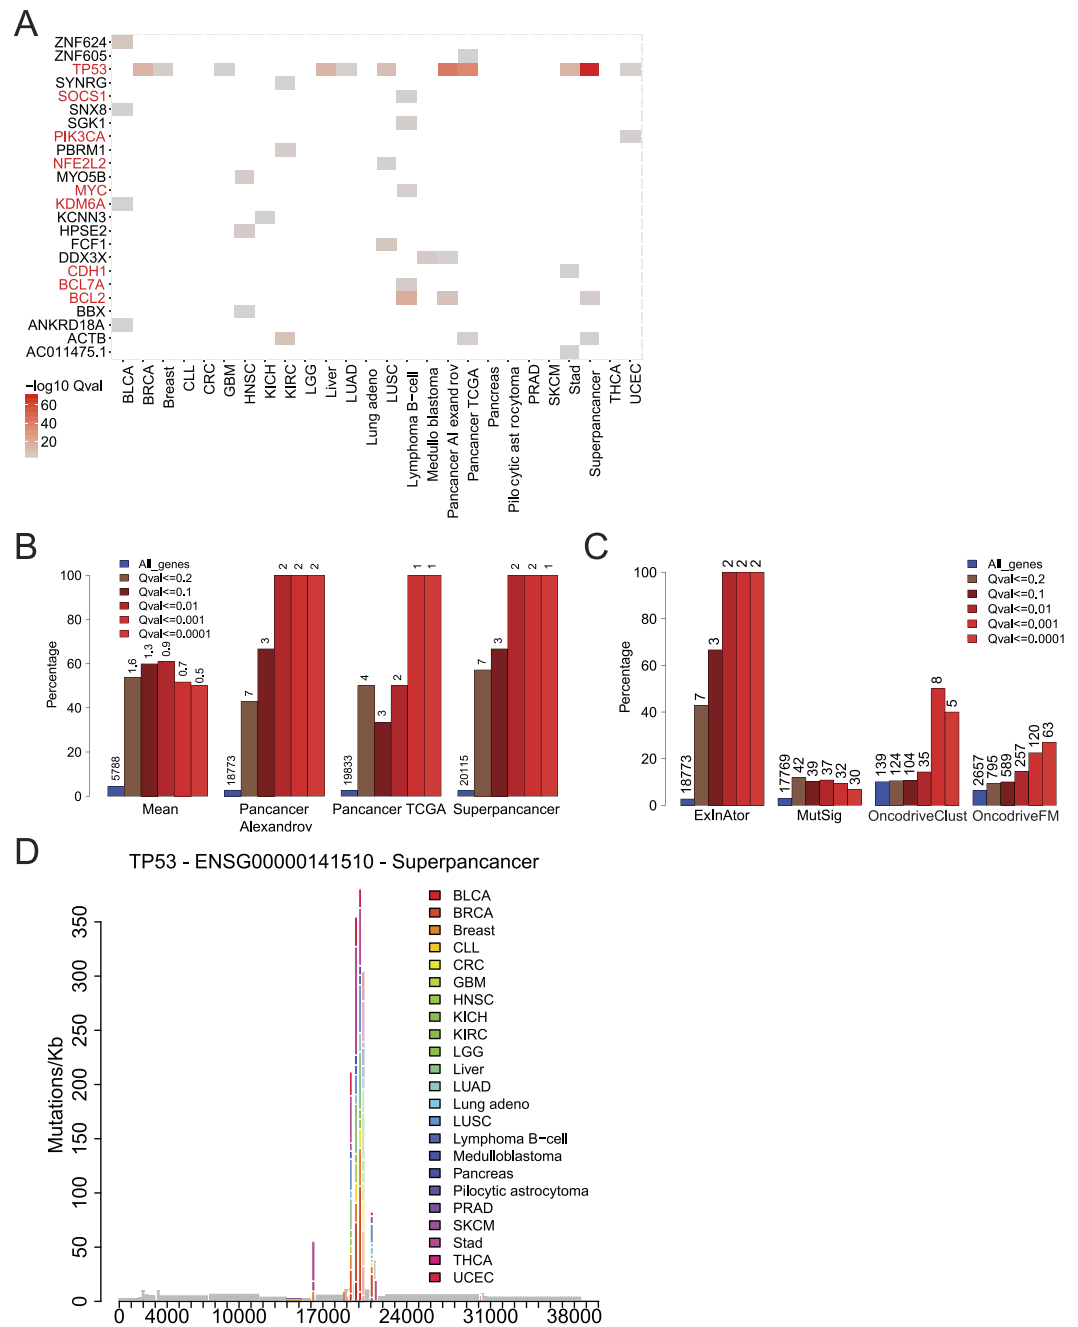 A
ZNF624
ZNF605
TP53
SYNRG
SOCS1
SNX8
SGK1
PIK3CA
PBRM1
NFE2L2
MYO5B
MYC
KDM6A
KCNN3
HPSE2
FCF1
DDX3X
CDH1
BCL7A
BCL2
BBX
ANKRD18A
ACTB
AC011475.1
BLCA
BRCA
Breast
CLL
CRC
GBM
HNSC
KICH
KIRC
LGG
Liver
LUAD
Lung adeno
LUSC
Lymphoma B-cell
Medullo blastoma
Pancancer Al exand rov
Pancancer TCGA
Pancreas
Pilo cytic ast rocytoma
PRAD
SKCM
Stad
Superpancancer
THCA
UCEC
−log10 Qval
60
40
20
B
All_genes
Qval<=0.2
Qval<=0.1
Qval<=0.01
Qval<=0.001
Qval<=0.0001
Percentage
100
80
60
40
20
0
5788
1.6
1.3
0.9
0.7
0.5
18773
7
3
2
2
2
19833
4
3
2
1
1
20115
7
3
2
2
1
Mean
Pancancer
Alexandrov
Pancancer TCGA
Superpancancer
C
All_genes
Qval<=0.2
Qval<=0.1
Qval<=0.01
Qval<=0.001
Qval<=0.0001
Percentage
100
80
60
40
20
0
18773
7
3
2
2
2
17769
42
39
37
32
30
139
124
104
35
8
5
2657
795
589
257
120
63
ExInAtor
MutSig
OncodriveClust
OncodriveFM
D
TP53 - ENSG00000141510 - Superpancancer
Mutations/Kb
350
300
250
200
150
100
50
0
BLCA
BRCA
Breast
CLL
CRC
GBM
HNSC
KICH
KIRC
LGG
Liver
LUAD
Lung adeno
LUSC
Lymphoma B−cell
Medulloblastoma
Pancreas
Pilocytic astrocytoma
PRAD
SKCM
Stad
THCA
UCEC
0
4000
10000
17000
24000
31000
38000